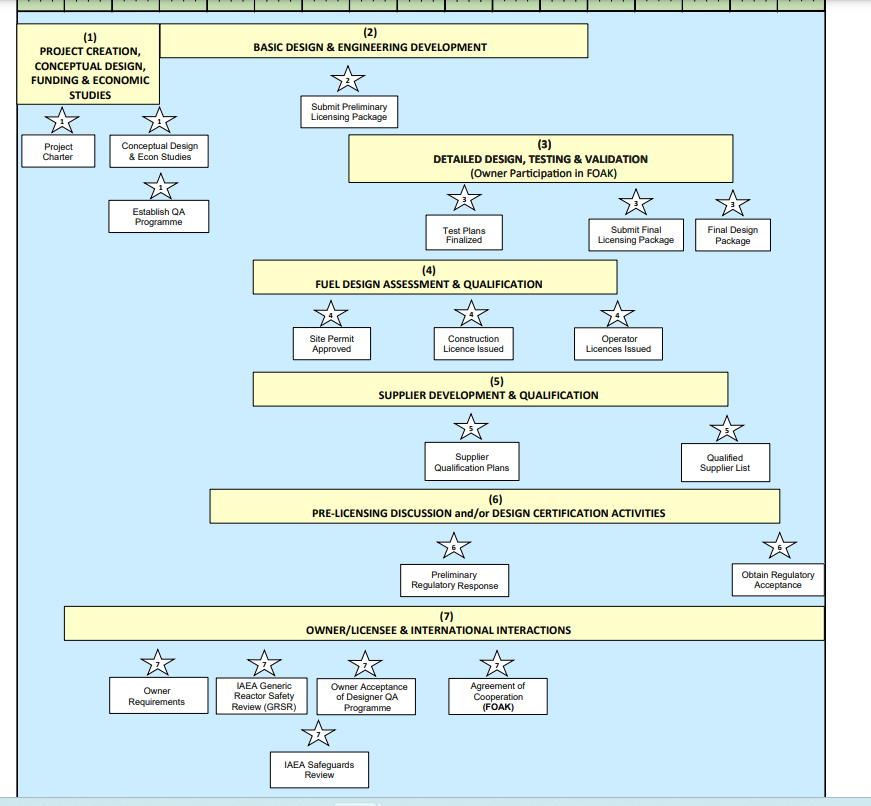 (1)
PROJECT CREATION,
CONCEPTUAL DESIGN,
FUNDING & ECONOMIC
STUDIES
(2)
BASIC DESIGN & ENGINEERING DEVELOPMENT
2
Submit Preliminary
Licensing Package
1
Project
Charter
1
Conceptual Design
& Econ Studies
1
Establish QA
Programme
(3)
DETAILED DESIGN, TESTING & VALIDATION
(Owner Participation in FOAK)
3
Test Plans
Finalized
3
Submit Final
Licensing Package
3
Final Design
Package
(4)
FUEL DESIGN ASSESSMENT & QUALIFICATION
4
Site Permit
Approved
4
Construction
Licence Issued
4
Operator
Licences Issued
(5)
SUPPLIER DEVELOPMENT & QUALIFICATION
5
Supplier
Qualification Plans
5
Qualified
Supplier List
(6)
PRE-LICENSING DISCUSSION and/or DESIGN CERTIFICATION ACTIVITIES
6
Preliminary
Regulatory Response
6
Obtain Regulatory
Acceptance
(7)
OWNER/LICENSEE & INTERNATIONAL INTERACTIONS
7
Owner
Requirements
7
IAEA Generic
Reactor Safety
Review (GRSR)
7
Owner Acceptance
of Designer QA
Programme
7
Agreement of
Cooperation
(FOAK)
7
IAEA Safeguards
Review